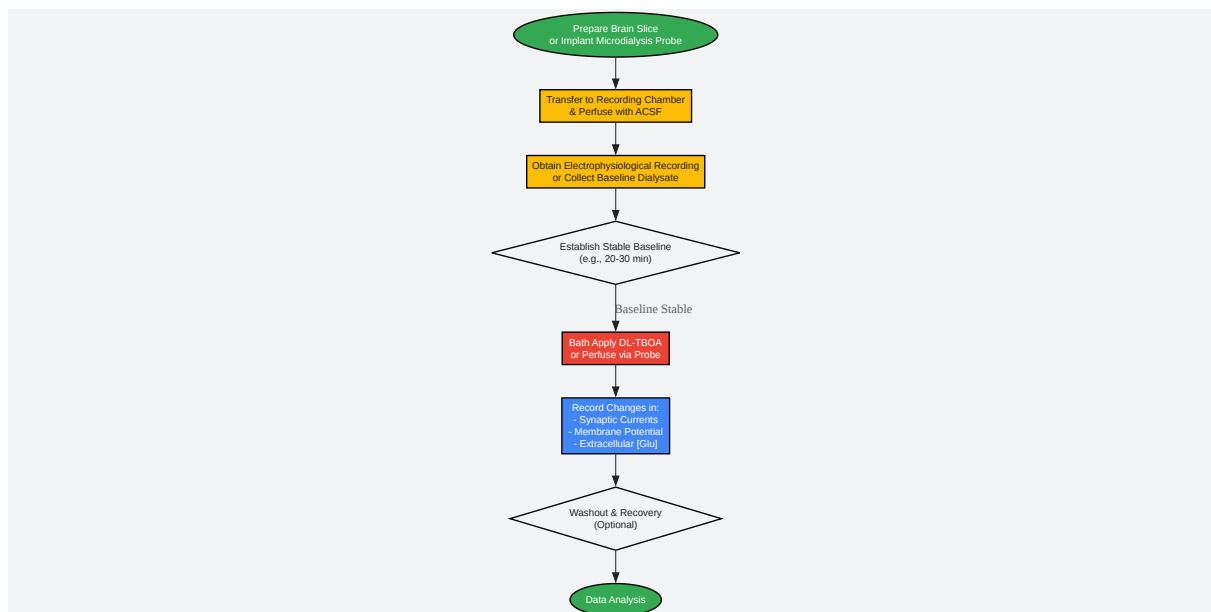 Prepare Brain Slice
or Implant Microdialysis Probe
Transfer to Recording Chamber
& Perfuse with ACSF
Obtain Electrophysiological Recording
or Collect Baseline Dialysate
Establish Stable Baseline
(e.g., 20-30 min)
Baseline Stable
Bath Apply DL-TBOA
or Perfuse via Probe
Record Changes in:
- Synaptic Currents
- Membrane Potential
- Extracellular [Glu]
Washout & Recovery
(Optional)
Data Analysis